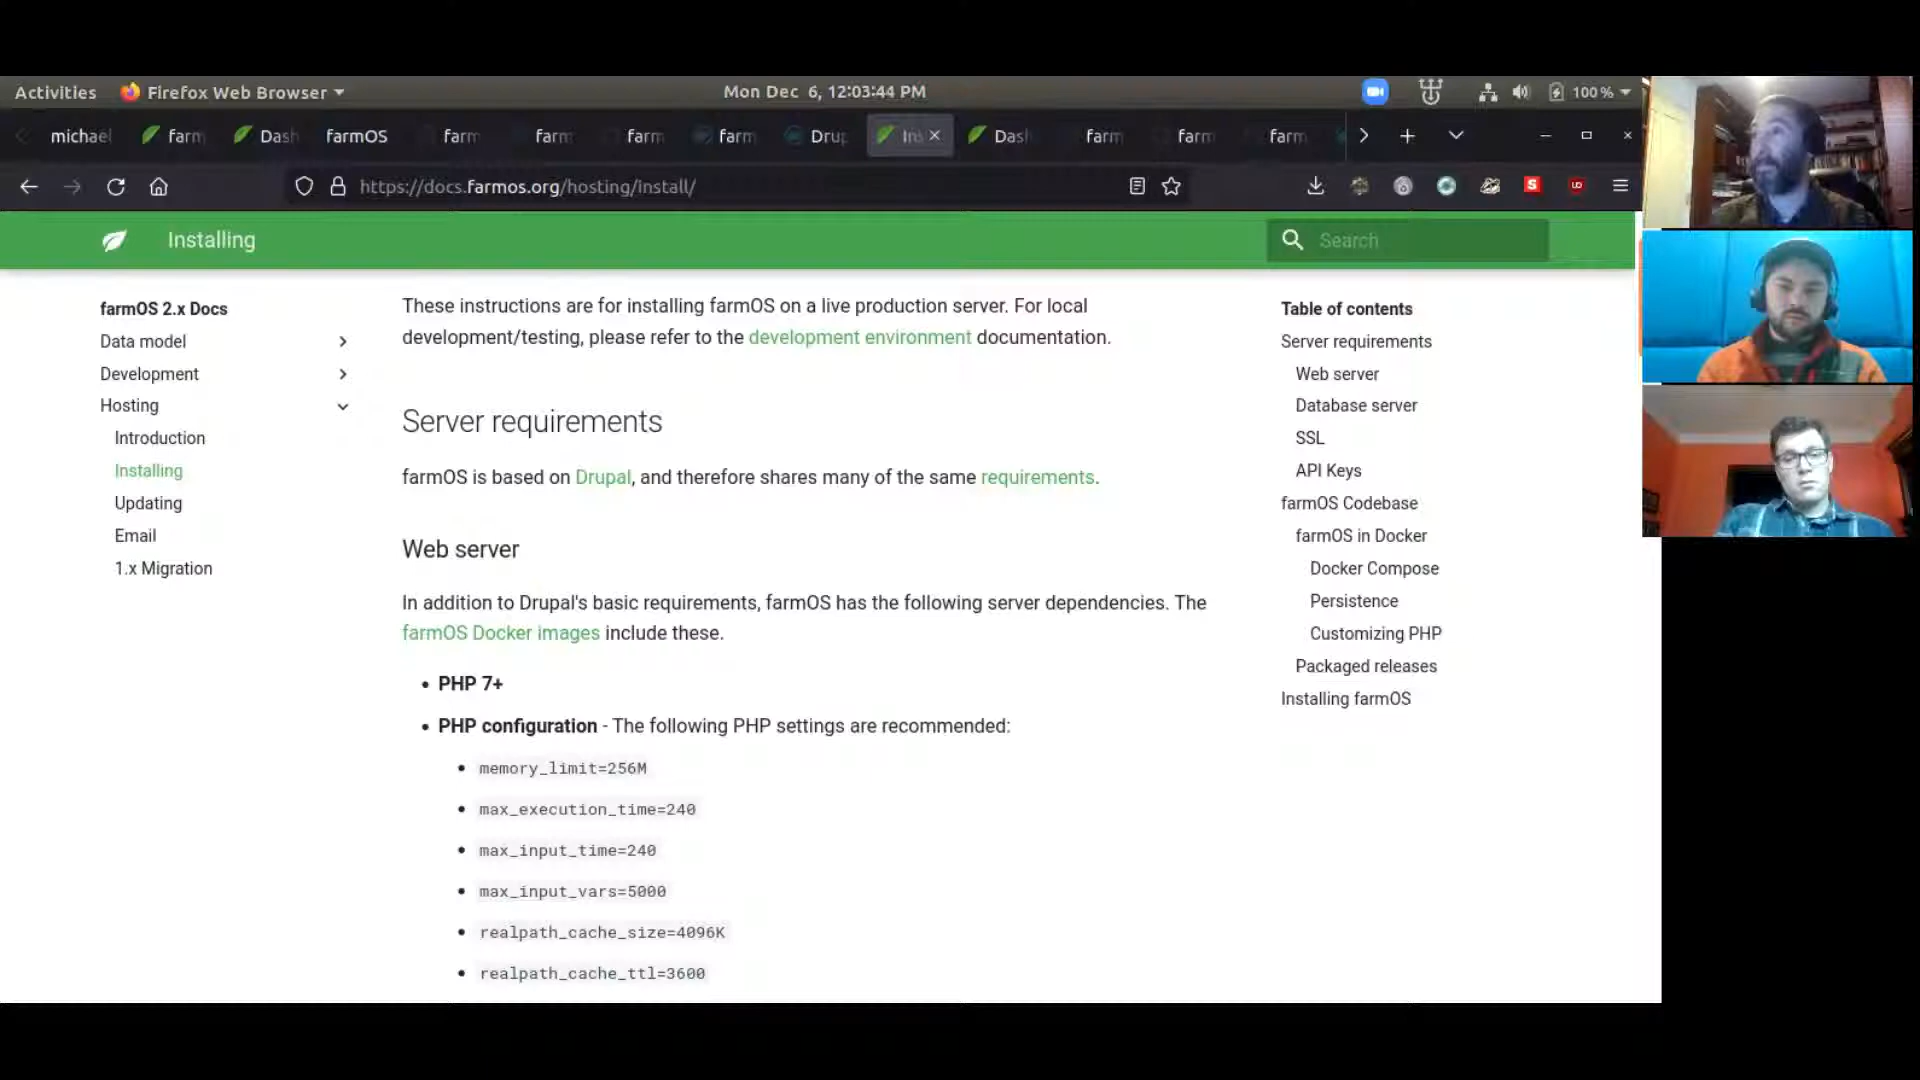 Activities
Firefox Web Browser
Mon Dec 6, 12:03:44 PM
100 %
michael
farm
Dash
farmOS
farm
farm
farm
farm
Drup
Ins
Dash
farm
farm
farm
https://docs.farmos.org/hosting/install/
Installing
Search
farmOS 2.x Docs
Data model
Development
Hosting
Introduction
Installing
Updating
Email
1.x Migration
These instructions are for installing farmOS on a live production server. For local
development/testing, please refer to the development environment documentation.
Server requirements
farmOS is based on Drupal, and therefore shares many of the same requirements.
Web server
In addition to Drupal's basic requirements, farmOS has the following server dependencies. The
farmOS Docker images include these.
• PHP 7+
• PHP configuration - The following PHP settings are recommended:
• memory_limit=256M
• max_execution_time=240
• max_input_time=240
• max_input_vars=5000
• realpath_cache_size=4096K
• realpath_cache_ttl=3600
Table of contents
Server requirements
Web server
Database server
SSL
API Keys
farmOS Codebase
farmOS in Docker
Docker Compose
Persistence
Customizing PHP
Packaged releases
Installing farmOS